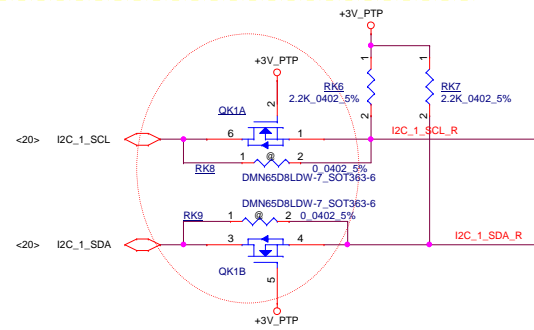 +3V_PTP
+3V_PTP
RK6
2.2K_0402_5%
1
2
RK7
2.2K_0402_5%
1
2
QK1A
2
<20> I2C_1_SCL
6
1
I2C_1_SCL_R
1 @ 2
RK8
0_0402_5%
DMN65D8LDW-7_SOT363-6
DMN65D8LDW-7_SOT363-6
RK9
1 @ 2
0_0402_5%
<20> I2C_1_SDA
3
4
I2C_1_SDA_R
QK1B
5
+3V_PTP